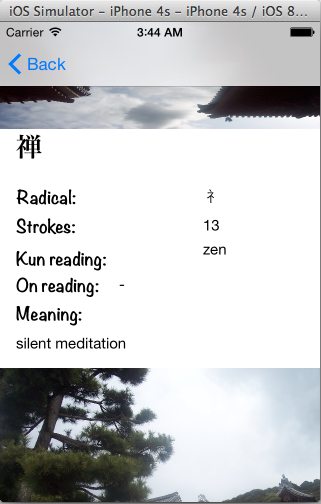 iOS Simulator – iPhone 4s – iPhone 4s / iOS 8...
Carrier 3:44 AM
Back
禅
Radical: ⺭
Strokes: 13
Kun reading: zen
On reading: -
Meaning:
silent meditation